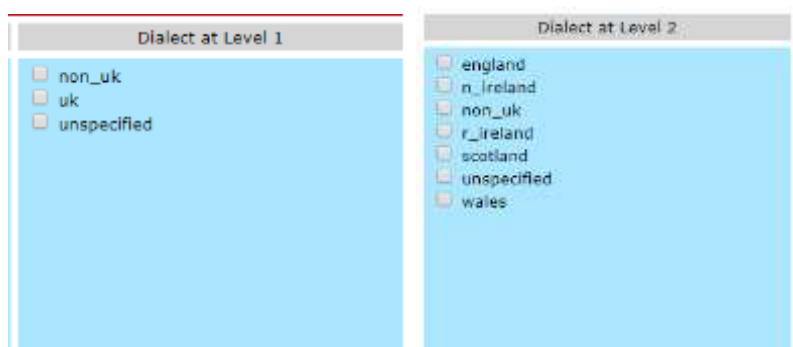 Dialect at Level 1
non_uk
uk
unspecified
Dialect at Level 2
england
n_ireland
non_uk
r_ireland
scotland
unspecified
wales